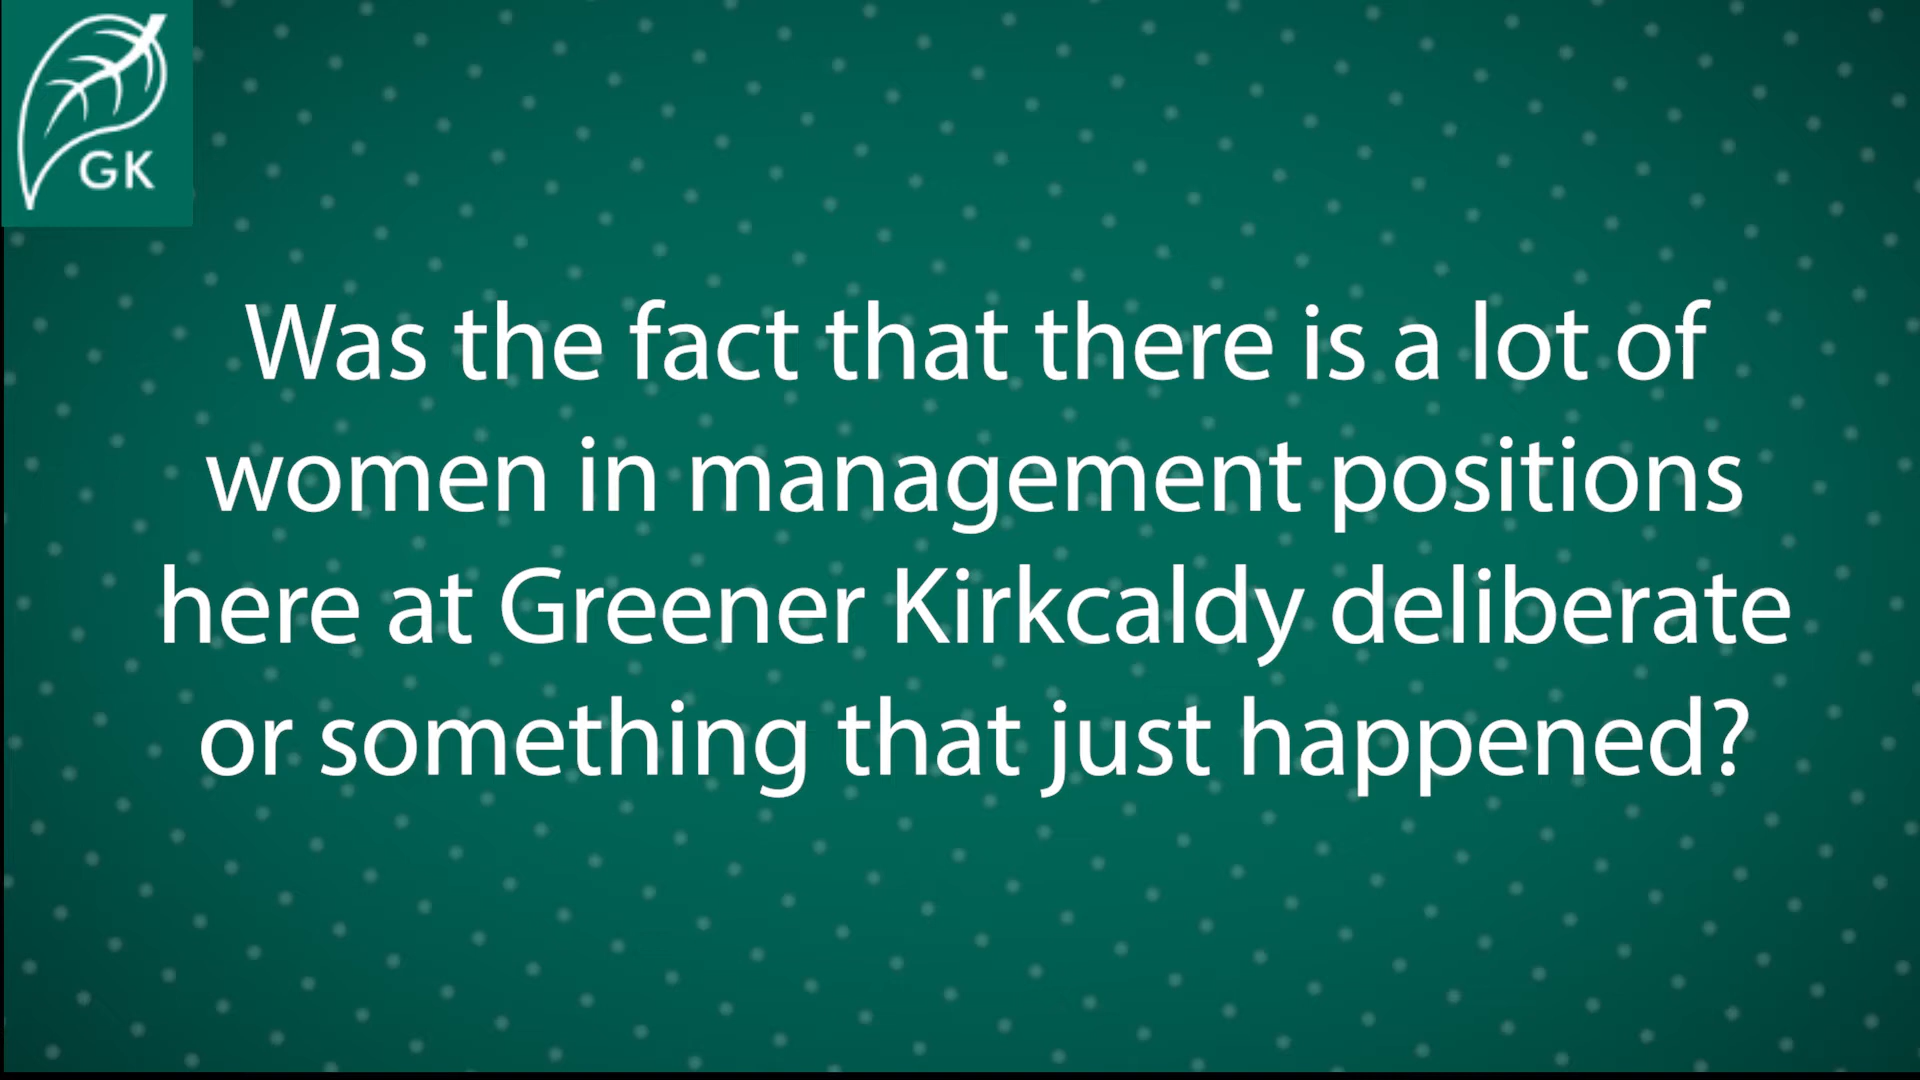 GK
Was the fact that there is a lot of
women in management positions
here at Greener Kirkcaldy deliberate
or something that just happened?